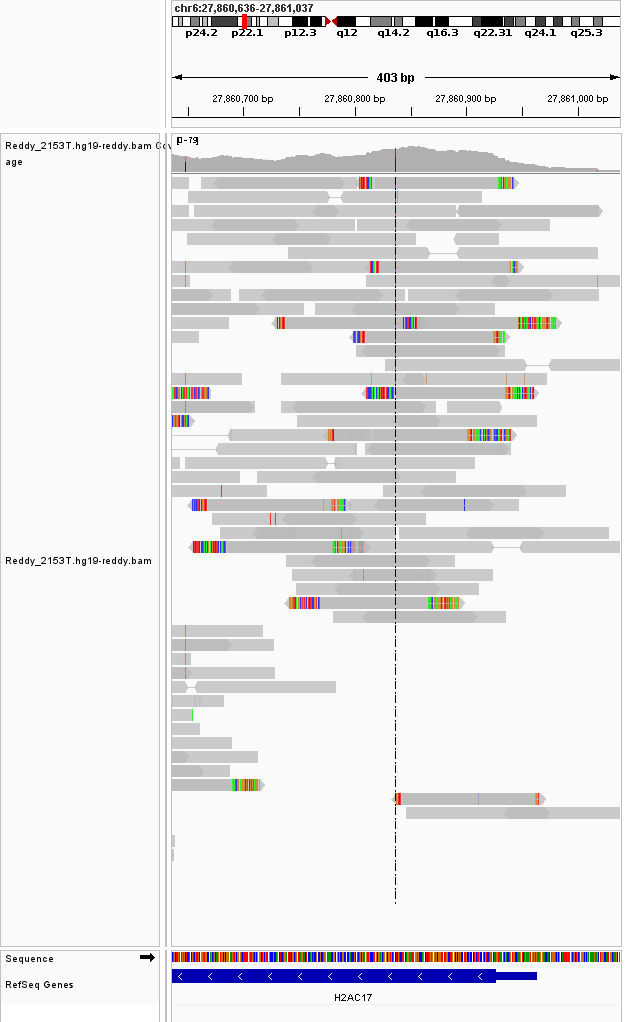 chr6:27,860,636-27,861,037
p24.2 p22.1 p12.3 q12 q14.2 q16.3 q22.31 q24.1 q25.3
403 bp
27,860,700 bp 27,860,800 bp 27,860,900 bp 27,861,000 bp
Reddy_2153T.hg19-reddy.bam Cov
age
[0-79]
Reddy_2153T.hg19-reddy.bam
Sequence
RefSeq Genes
H2AC17